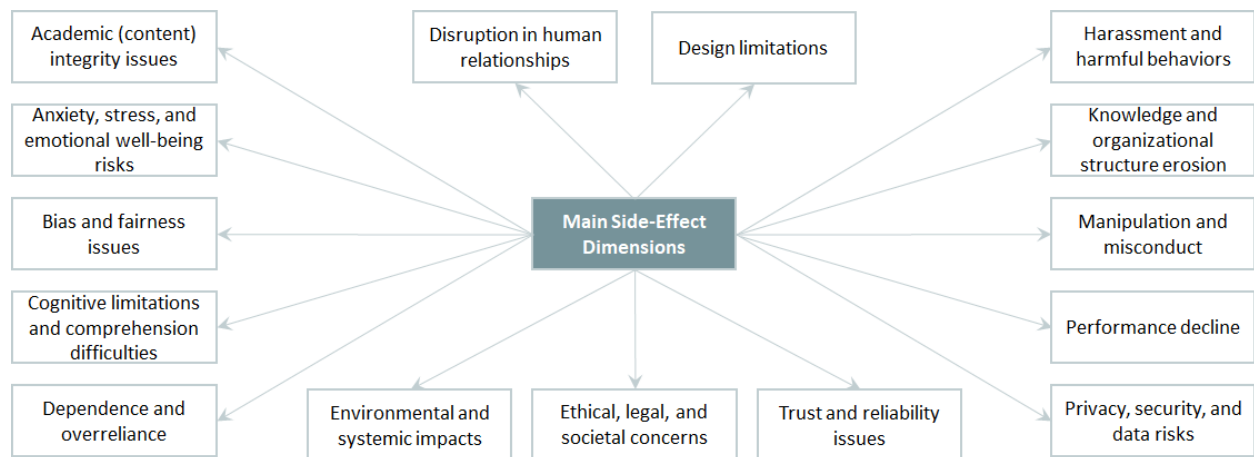 Academic (content)
integrity issues
Disruption in human
relationships
Design limitations
Harassment and
harmful behaviors
Anxiety, stress, and
emotional well-being
risks
Knowledge and
organizational
structure erosion
Bias and fairness
issues
Main Side-Effect
Dimensions
Manipulation and
misconduct
Cognitive limitations
and comprehension
difficulties
Performance decline
Dependence and
overreliance
Environmental and
systemic impacts
Ethical, legal, and
societal concerns
Trust and reliability
issues
Privacy, security, and
data risks